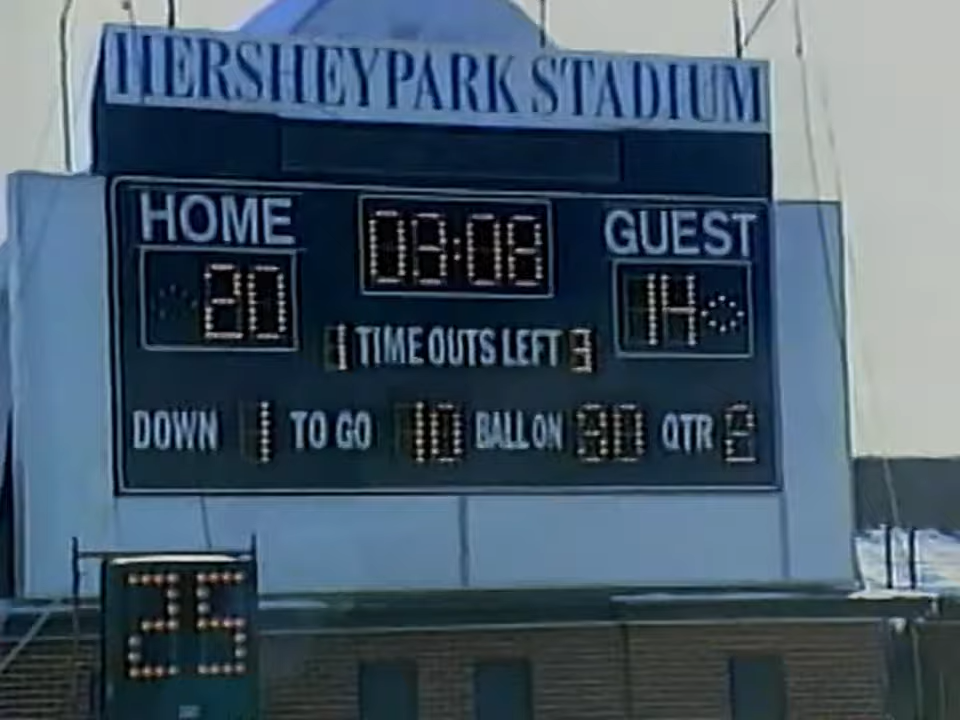 HERSHEYPARK STADIUM
HOME 03:08 GUEST
20 14
1 TIME OUTS LEFT 3
DOWN 1 TO GO 10 BALL ON 30 QTR 2
25